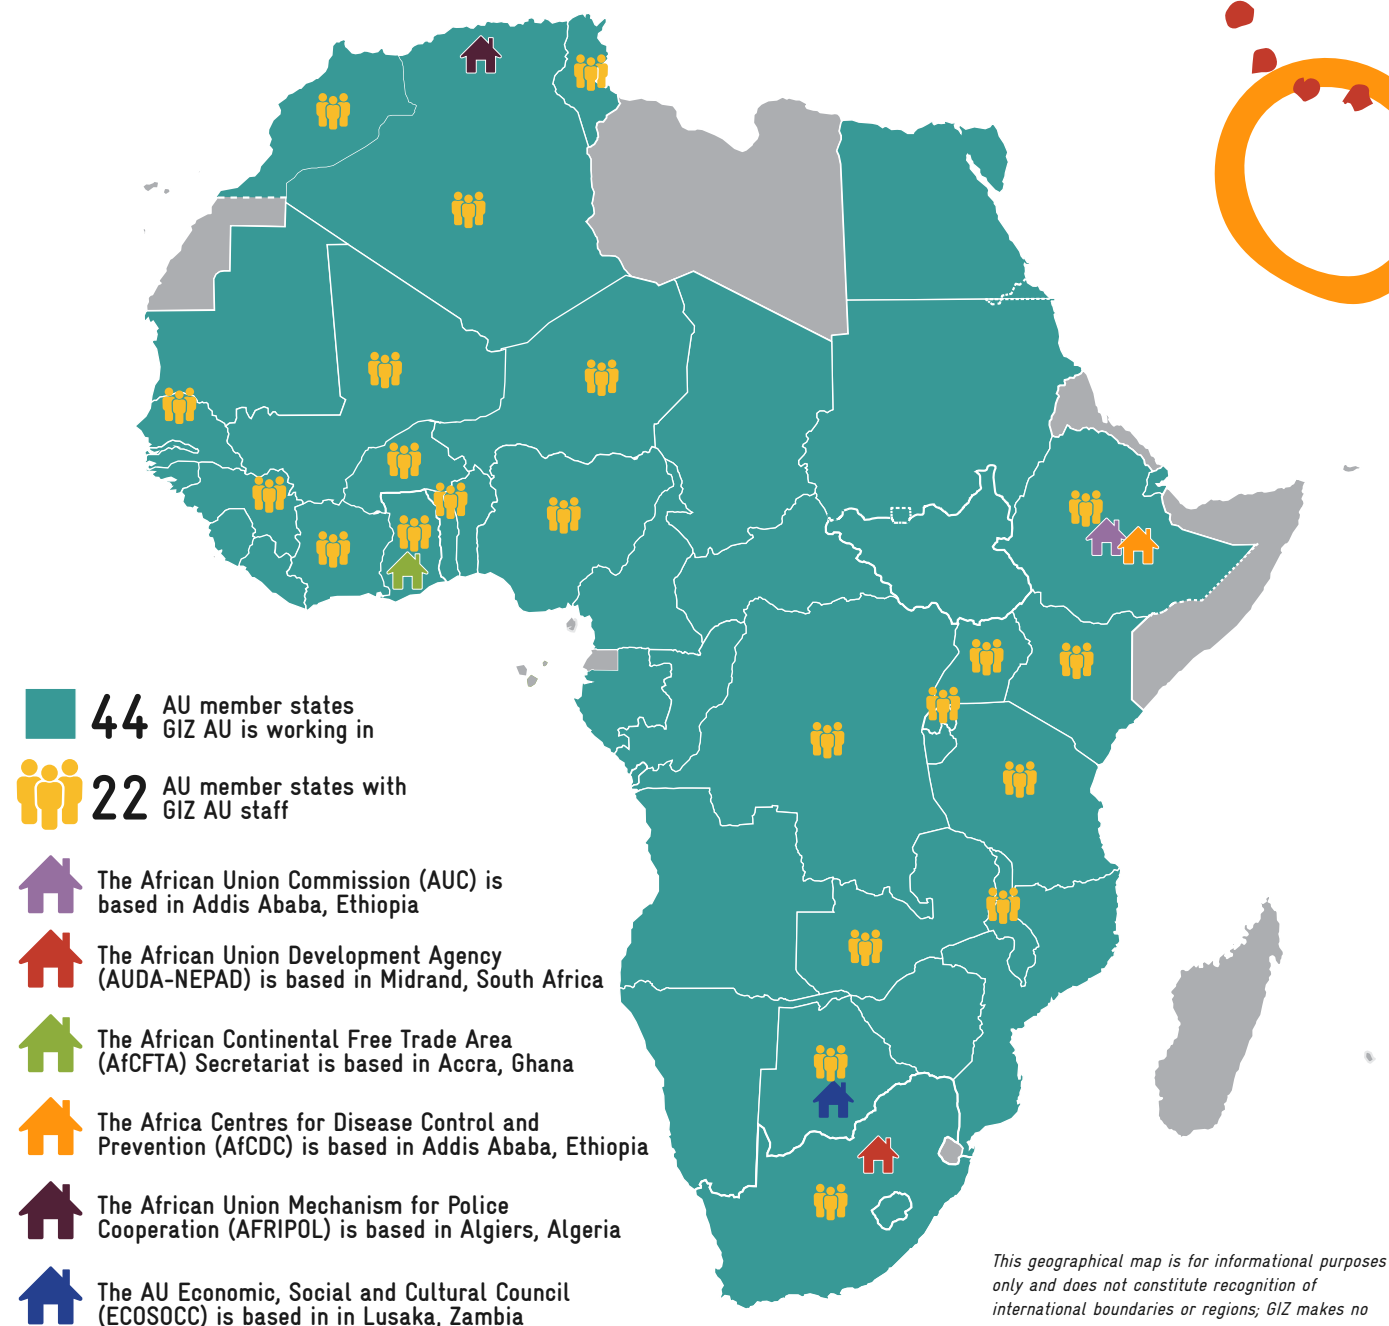 44 AU member states
GIZ AU is working in
22 AU member states with
GIZ AU staff
The African Union Commission (AUC) is
based in Addis Ababa, Ethiopia
The African Union Development Agency
(AUDA-NEPAD) is based in Midrand, South Africa
The African Continental Free Trade Area
(AfCFTA) Secretariat is based in Accra, Ghana
The Africa Centres for Disease Control and
Prevention (AfCDC) is based in Addis Ababa, Ethiopia
The African Union Mechanism for Police
Cooperation (AFRIPOL) is based in Algiers, Algeria
The AU Economic, Social and Cultural Council
(ECOSOCC) is based in in Lusaka, Zambia
This geographical map is for informational purposes
only and does not constitute recognition of
international boundaries or regions; GIZ makes no